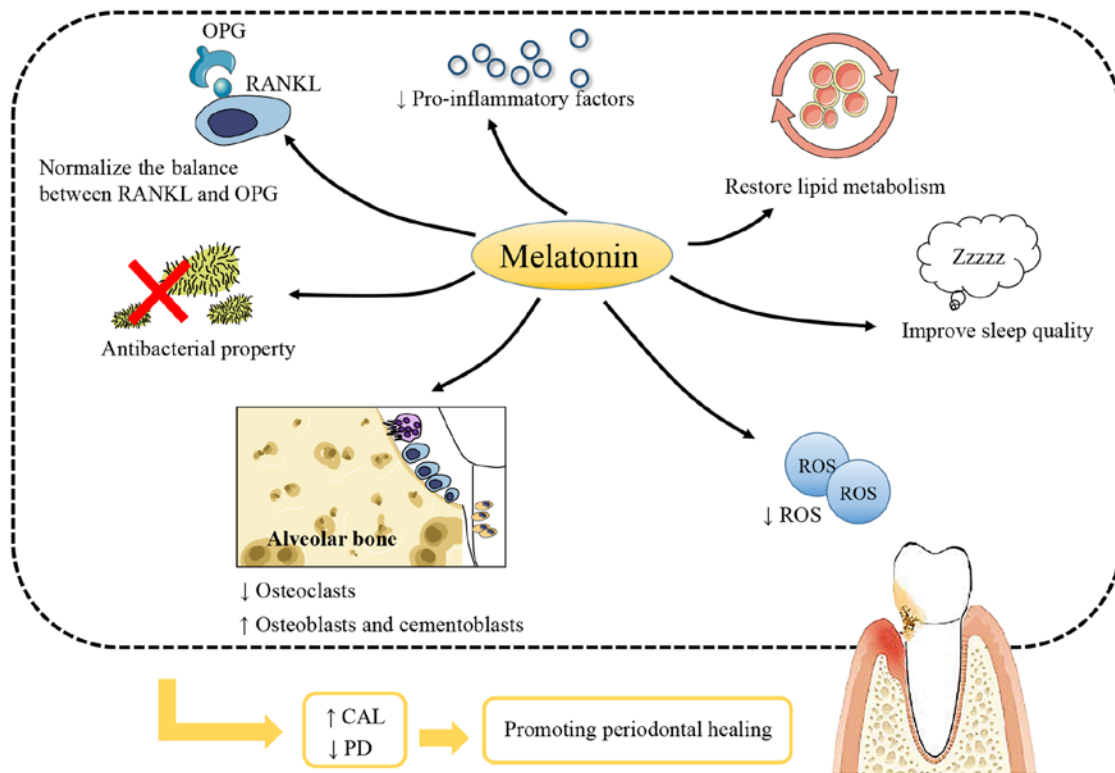 OPG
RANKL
Normalize the balance
between RANKL and OPG
↓ Pro-inflammatory factors
Restore lipid metabolism
Melatonin
Zzzzz
Improve sleep quality
Antibacterial property
Alveolar bone
↓ Osteoclasts
↑ Osteoblasts and cementoblasts
ROS
ROS
↓ ROS
↑ CAL
↓ PD
Promoting periodontal healing